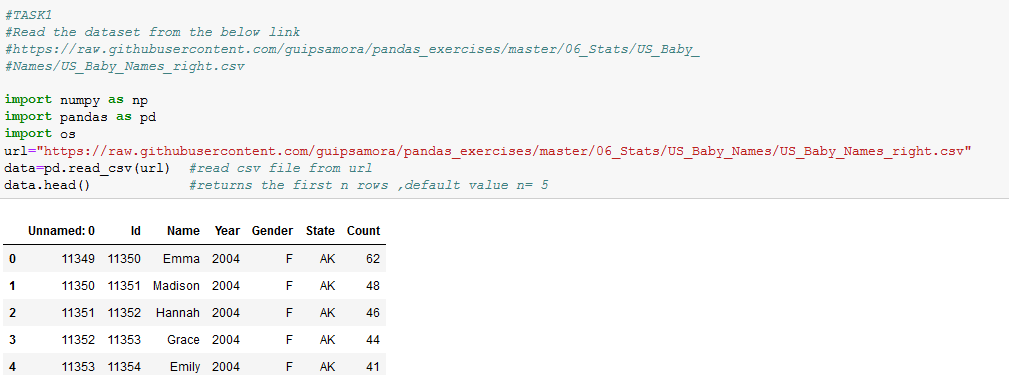 #TASK1
#Read the dataset from the below link
#https://raw.githubusercontent.com/guipsamora/pandas_exercises/master/06_Stats/US_Baby_
#Names/US_Baby_Names_right.csv
import numpy as np
import pandas as pd
import os
url="https://raw.githubusercontent.com/guipsamora/pandas_exercises/master/06_Stats/US_Baby_Names/US_Baby_Names_right.csv"
data=pd.read_csv(url)  #read csv file from url
data.head()            #returns the first n rows ,default value n= 5
Unnamed: 0 Id Name Year Gender State Count
0 11349 11350 Emma 2004 F AK 62
1 11350 11351 Madison 2004 F AK 48
2 11351 11352 Hannah 2004 F AK 46
3 11352 11353 Grace 2004 F AK 44
4 11353 11354 Emily 2004 F AK 41